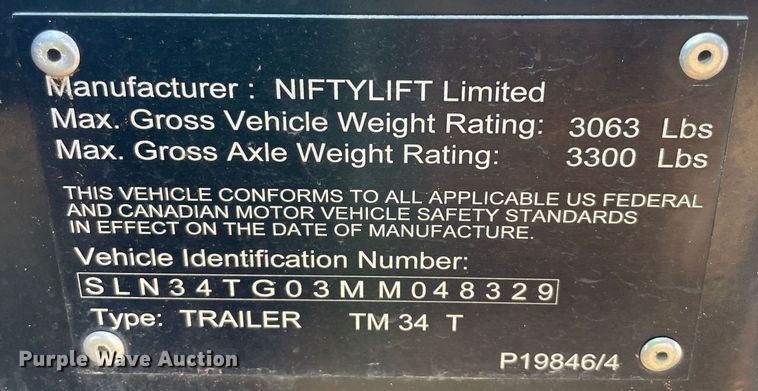 Manufacturer : NIFTYLIFT Limited
Max. Gross Vehicle Weight Rating: 3063 Lbs
Max. Gross Axle Weight Rating: 3300 Lbs
THIS VEHICLE CONFORMS TO ALL APPLICABLE US FEDERAL
AND CANADIAN MOTOR VEHICLE SAFETY STANDARDS
IN EFFECT ON THE DATE OF MANUFACTURE.
Vehicle Identification Number:
SLN34TG03MM048329
Type: TRAILER TM 34 T
P19846/4
Purple Wave Auction